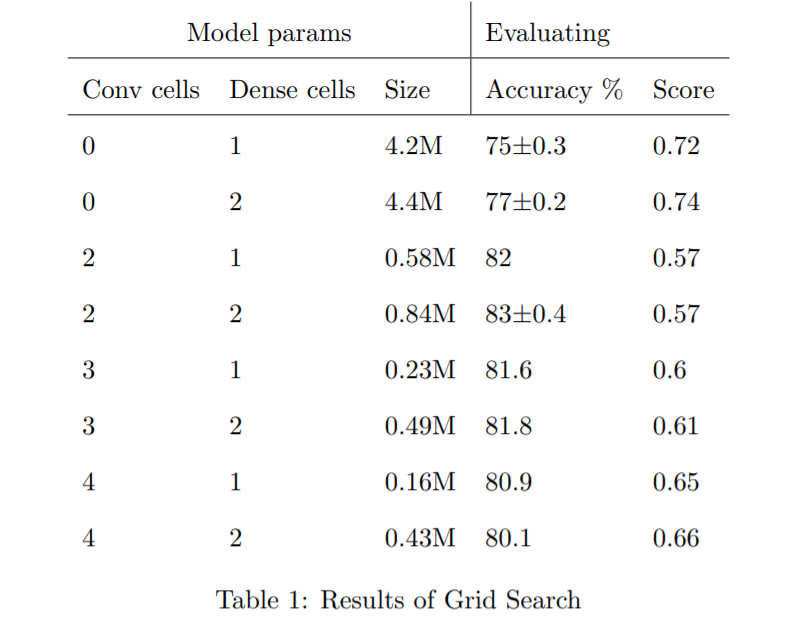 Model params Evaluating
Conv cells Dense cells Size Accuracy % Score
0 1 4.2M 75±0.3 0.72
0 2 4.4M 77±0.2 0.74
2 1 0.58M 82 0.57
2 2 0.84M 83±0.4 0.57
3 1 0.23M 81.6 0.6
3 2 0.49M 81.8 0.61
4 1 0.16M 80.9 0.65
4 2 0.43M 80.1 0.66
Table 1: Results of Grid Search